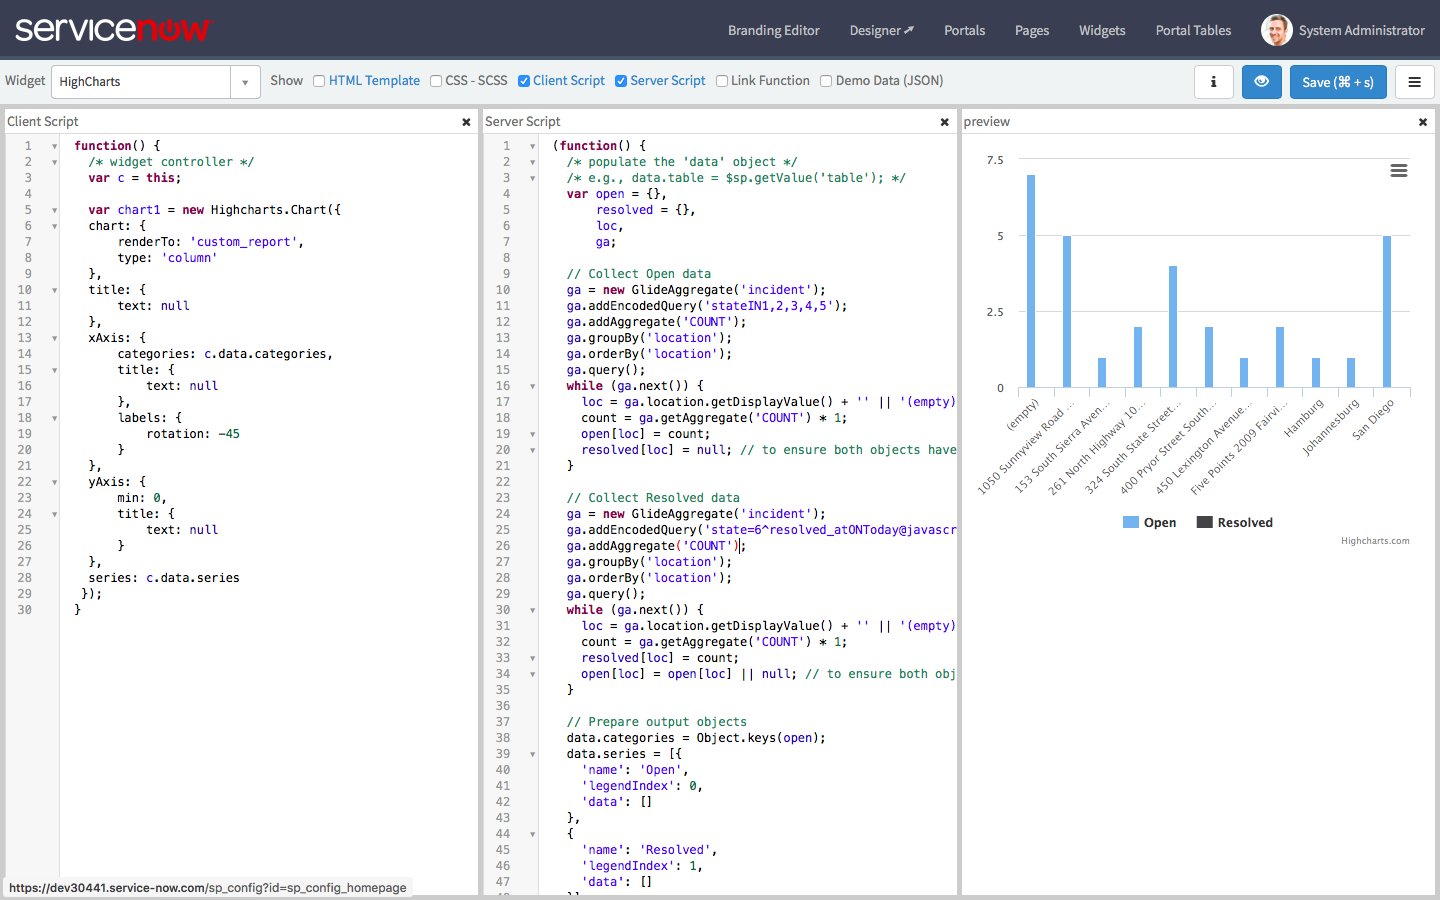 servicenow
Branding Editor Designer Portals Pages Widgets Portal Tables System Administrator
Widget HighCharts Show HTML Template CSS - SCSS Client Script Server Script Link Function Demo Data (JSON) i Save (⌘ + s)
Client Script
1 function() {
2 /* widget controller */
3 var c = this;
4
5 var chart1 = new Highcharts.Chart({
6 chart: {
7 renderTo: 'custom_report',
8 type: 'column'
9 },
10 title: {
11 text: null
12 },
13 xAxis: {
14 categories: c.data.categories,
15 title: {
16 text: null
17 },
18 labels: {
19 rotation: -45
20 }
21 },
22 yAxis: {
23 min: 0,
24 title: {
25 text: null
26 }
27 },
28 series: c.data.series
29 });
30 }
Server Script
1 (function() {
2 /* populate the 'data' object */
3 /* e.g., data.table = $sp.getValue('table'); */
4 var open = {},
5 resolved = {},
6 loc,
7 ga;
8
9 // Collect Open data
10 ga = new GlideAggregate('incident');
11 ga.addEncodedQuery('stateIN1,2,3,4,5');
12 ga.addAggregate('COUNT');
13 ga.groupBy('location');
14 ga.orderBy('location');
15 ga.query();
16 while (ga.next()) {
17 loc = ga.location.getDisplayValue() + '' || '(empty)
18 count = ga.getAggregate('COUNT') * 1;
19 open[loc] = count;
20 resolved[loc] = null; // to ensure both objects have
21 }
22
23 // Collect Resolved data
24 ga = new GlideAggregate('incident');
25 ga.addEncodedQuery('state=6^resolved_atONToday@javascr
26 ga.addAggregate('COUNT');
27 ga.groupBy('location');
28 ga.orderBy('location');
29 ga.query();
30 while (ga.next()) {
31 loc = ga.location.getDisplayValue() + '' || '(empty)
32 count = ga.getAggregate('COUNT') * 1;
33 resolved[loc] = count;
34 open[loc] = open[loc] || null; // to ensure both obj
35 }
36
37 // Prepare output objects
38 data.categories = Object.keys(open);
39 data.series = [{
40 'name': 'Open',
41 'legendIndex': 0,
42 'data': []
43 },
44 {
45 'name': 'Resolved',
46 'legendIndex': 1,
47 'data': []
preview
7.5
5
2.5
0
(empty)
1050 Sunnyview Road ...
153 South Sierra Aven...
261 North Highway 10...
324 South State Street...
400 Pryor Street South...
450 Lexington Avenue...
Five Points 2009 Fairvi...
Hamburg
Johannesburg
San Diego
Open Resolved
Highcharts.com
https://dev30441.service-now.com/sp_config?id=sp_config_homepage